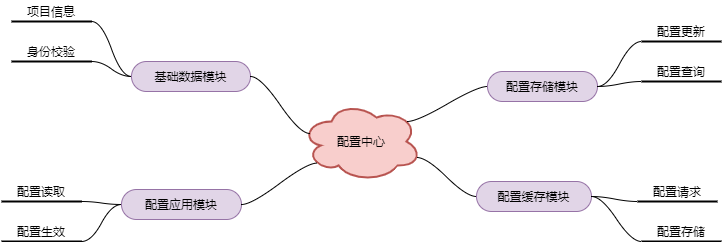 项目信息
身份校验
基础数据模块
配置更新
配置查询
配置存储模块
配置中心
配置读取
配置生效
配置应用模块
配置请求
配置存储
配置缓存模块